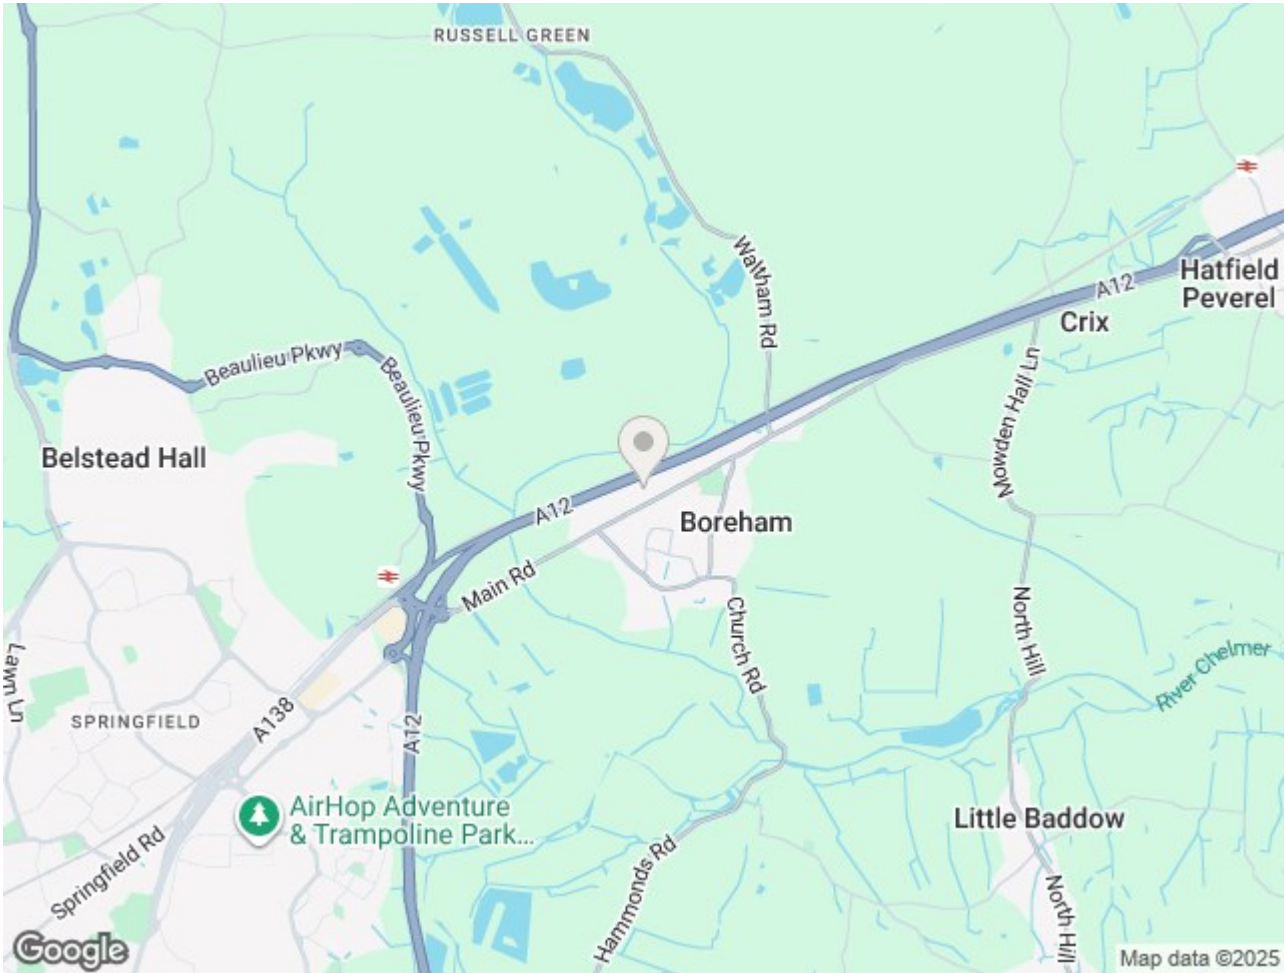 RUSSELL GREEN
Waltham Rd
A12
Hatfield
Peverel
Crix
Beaulieu Pkwy
Beaulieu Pkwy
Mowden Hall Ln
Belstead Hall
A12
Boreham
Main Rd
Church Rd
North Hill
River Chelmer
Lawn Ln
SPRINGFIELD
A138
A12
AirHop Adventure
& Trampoline Park...
Little Baddow
Springfield Rd
Hammonds Rd
North Hill
Google
Map data ©2025